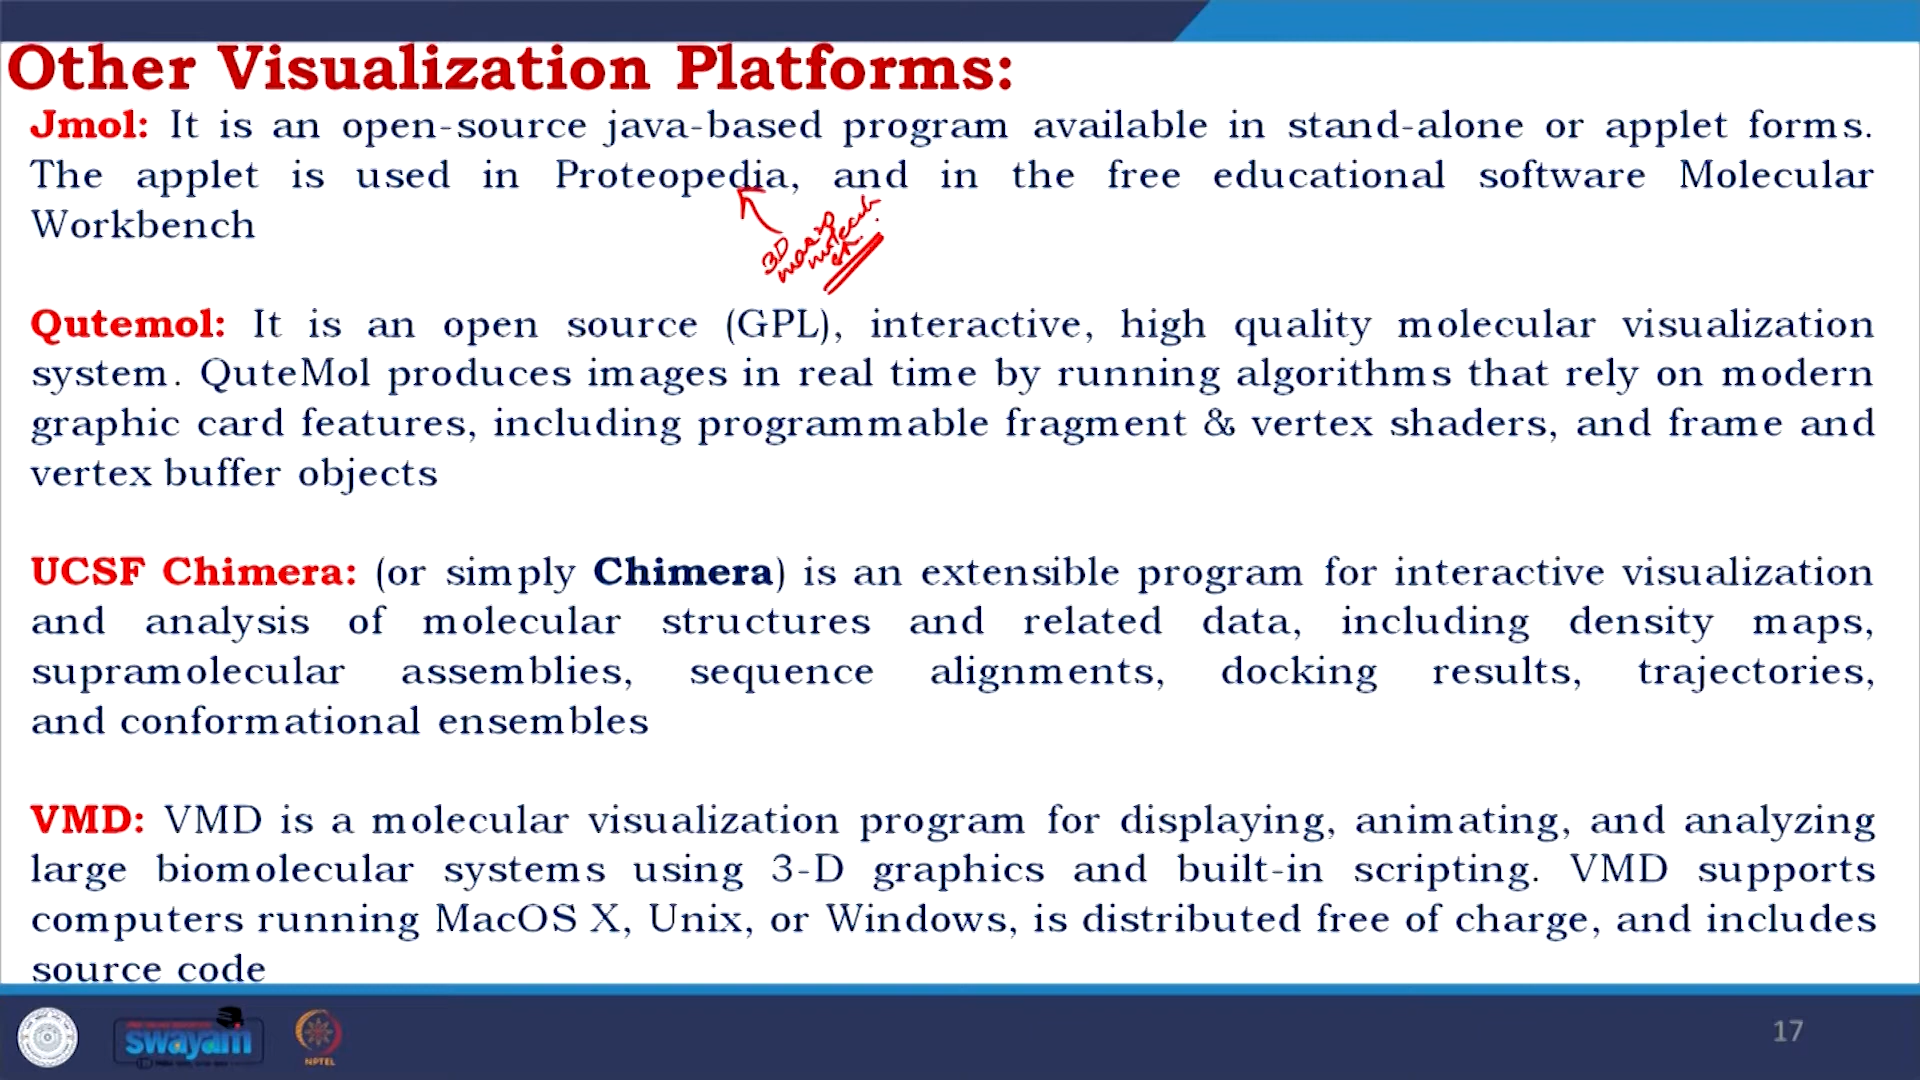 Other Visualization Platforms:
Jmol: It is an open-source java-based program available in stand-alone or applet forms.
The applet is used in Proteopedia, and in the free educational software Molecular
Workbench
3D
Qutemol: It is an open source (GPL), interactive, high quality molecular visualization
system. QuteMol produces images in real time by running algorithms that rely on modern
graphic card features, including programmable fragment & vertex shaders, and frame and
vertex buffer objects
UCSF Chimera: (or simply Chimera) is an extensible program for interactive visualization
and analysis of molecular structures and related data, including density maps,
supramolecular assemblies, sequence alignments, docking results, trajectories,
and conformational ensembles
VMD: VMD is a molecular visualization program for displaying, animating, and analyzing
large biomolecular systems using 3-D graphics and built-in scripting. VMD supports
computers running MacOS X, Unix, or Windows, is distributed free of charge, and includes
source code
swayam
NPTEL
17